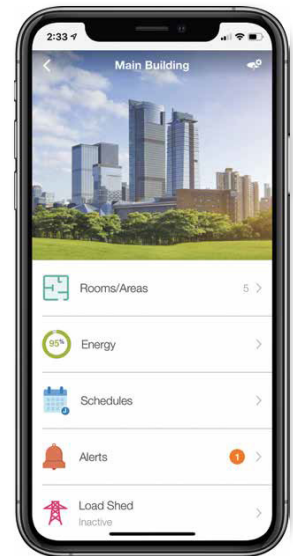 2:33
Main Building
Rooms/Areas 5
95% Energy
Schedules
Alerts 1
Load Shed
Inactive